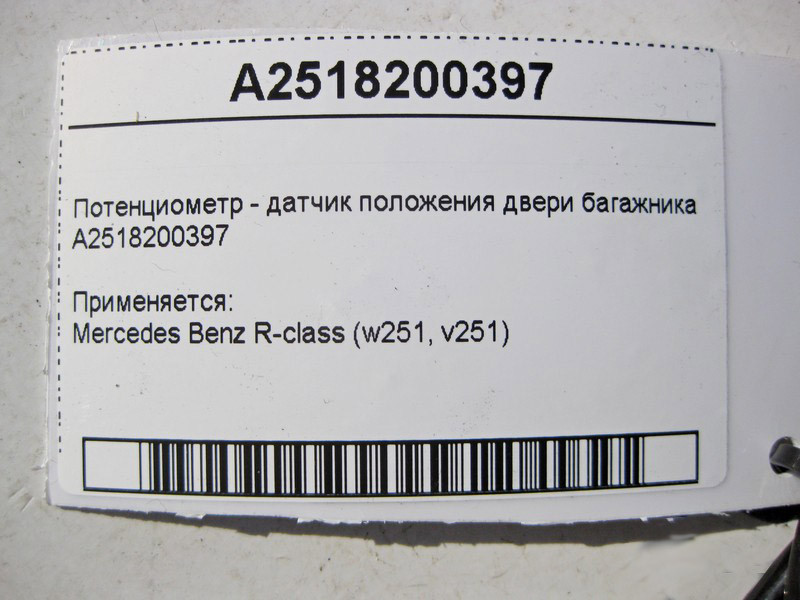 A2518200397
Потенциометр - датчик положения двери багажника
A2518200397
Применяется:
Mercedes Benz R-class (w251, v251)